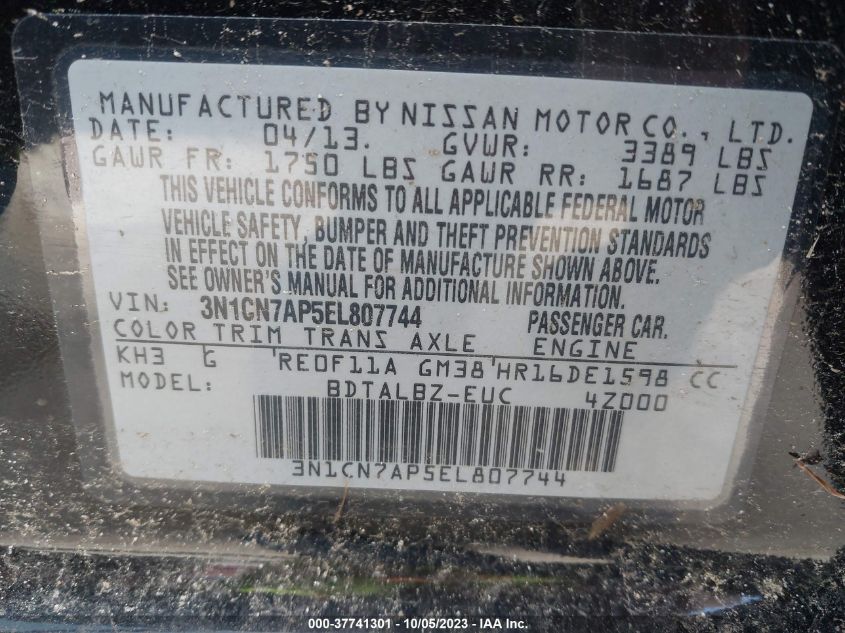 MANUFACTURED BY NISSAN MOTOR CO., LTD.
DATE: 04/13. GVWR: 3389 LBS
GAWR FR: 1750 LBS GAWR RR: 1687 LBS
THIS VEHICLE CONFORMS TO ALL APPLICABLE FEDERAL MOTOR
VEHICLE SAFETY, BUMPER AND THEFT PREVENTION STANDARDS
IN EFFECT ON THE DATE OF MANUFACTURE SHOWN ABOVE.
SEE OWNER'S MANUAL FOR ADDITIONAL INFORMATION.
VIN: 3N1CN7AP5EL807744 PASSENGER CAR.
COLOR TRIM TRANS AXLE ENGINE
KH3 G RE0F11A GM38 HR16DE1598 CC
MODEL: BDTALBZ-EUC 4Z000
3N1CN7AP5EL807744
000-37741301 - 10/05/2023 - IAA Inc.